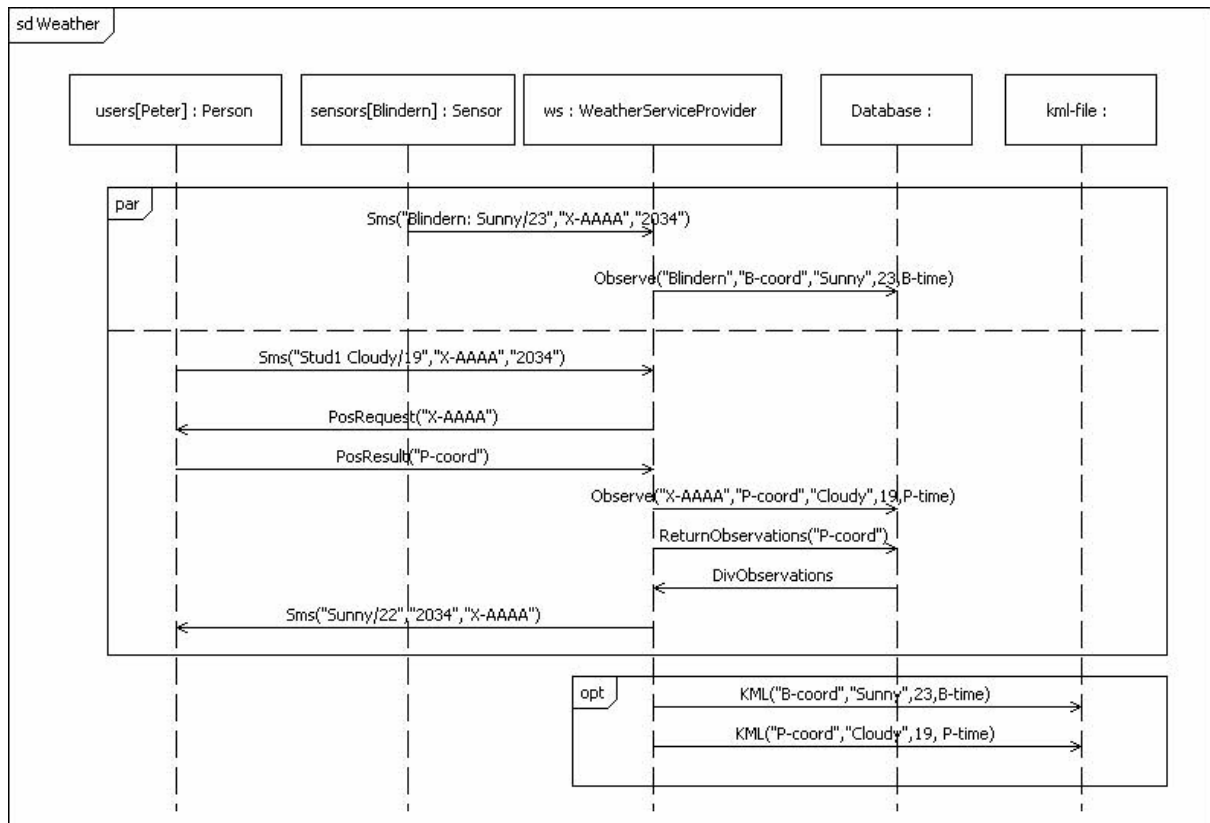 sd Weather
users[Peter] : Person
sensors[Blindern] : Sensor
ws : WeatherServiceProvider
Database :
kml-file :
par
Sms("Blindern: Sunny/23","X-AAAA","2034")
Observe("Blindern","B-coord","Sunny",23,B-time)
Sms("Stud1 Cloudy/19","X-AAAA","2034")
PosRequest("X-AAAA")
PosResult("P-coord")
Observe("X-AAAA","P-coord","Cloudy",19,P-time)
ReturnObservations("P-coord")
DivObservations
Sms("Sunny/22","2034","X-AAAA")
opt
KML("B-coord","Sunny",23,B-time)
KML("P-coord","Cloudy",19, P-time)